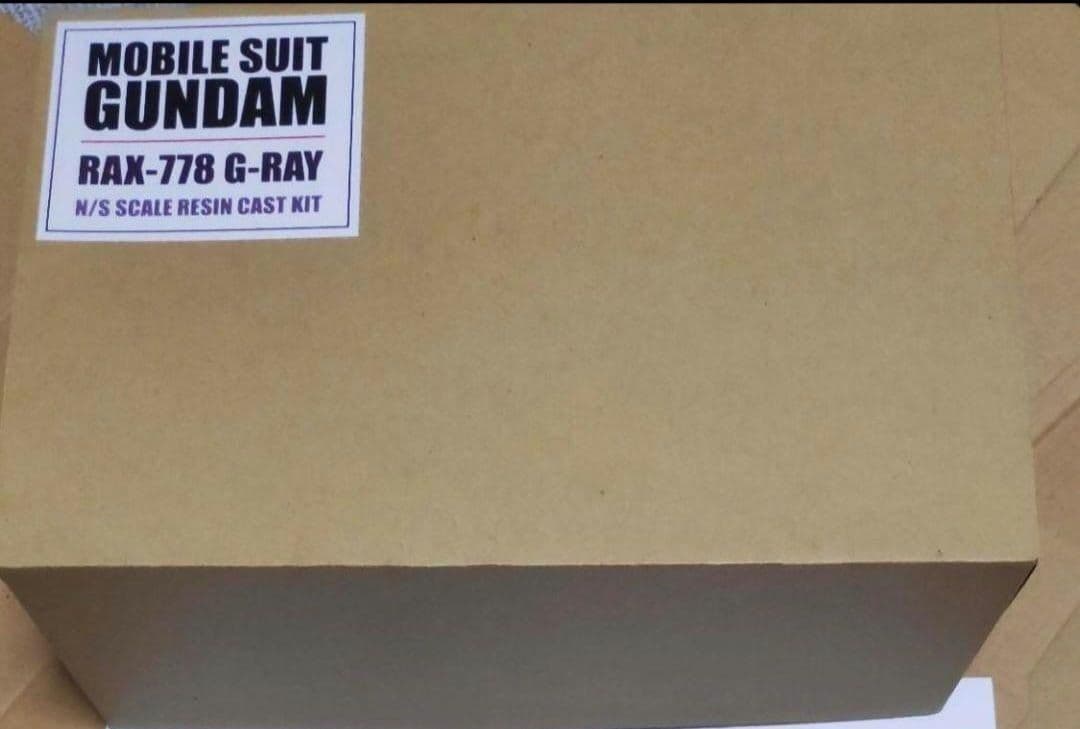 MOBILE SUIT
GUNDAM
RAX-778 G-RAY
N/S SCALE RESIN CAST KIT